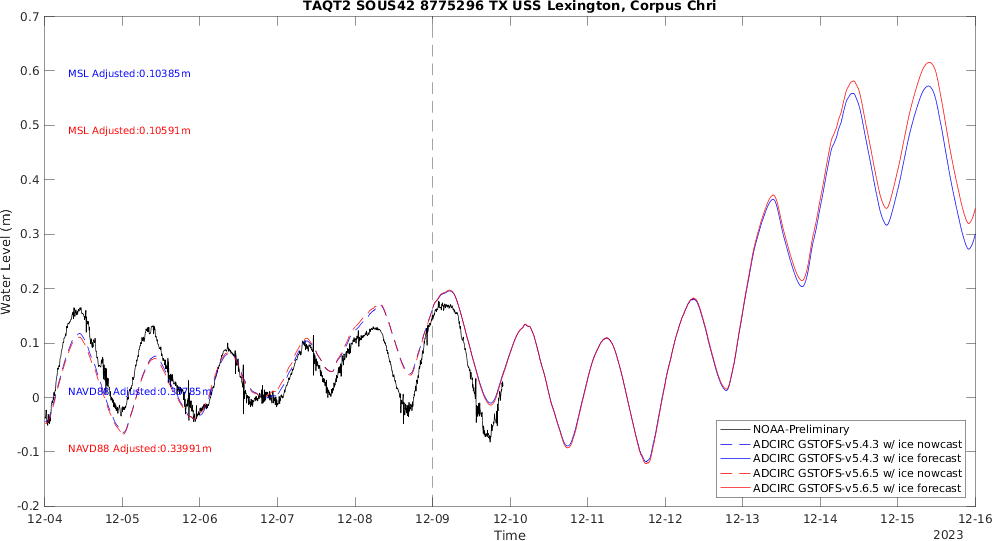 TAQT2 SOUS42 8775296 TX USS Lexington, Corpus Chri
0.7
0.6
0.5
0.4
0.3
0.2
0.1
0
-0.1
-0.2
Water Level (m)
MSL Adjusted:0.10385m
MSL Adjusted:0.10591m
NAVD88 Adjusted:0.33785m
NAVD88 Adjusted:0.33991m
NOAA-Preliminary
ADCIRC GSTOFS-v5.4.3 w/ ice nowcast
ADCIRC GSTOFS-v5.4.3 w/ ice forecast
ADCIRC GSTOFS-v5.6.5 w/ ice nowcast
ADCIRC GSTOFS-v5.6.5 w/ ice forecast
12-04 12-05 12-06 12-07 12-08 12-09 12-10 12-11 12-12 12-13 12-14 12-15 12-16
Time
2023